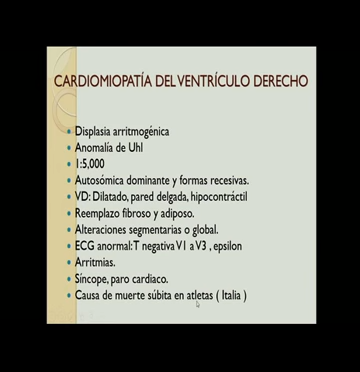 CARDIOMIOPATÍA DEL VENTRÍCULO DERECHO
Displasia arritmogénica
Anomalía de Uhl
1:5,000
Autosómica dominante y formas recesivas.
VD: Dilatado, pared delgada, hipocontráctil
Reemplazo fibroso y adiposo.
Alteraciones segmentarias o global.
ECG anormal: T negativa V1 a V3 , epsilon
Arritmias.
Síncope, paro cardiaco.
Causa de muerte súbita en atletas ( Italia )